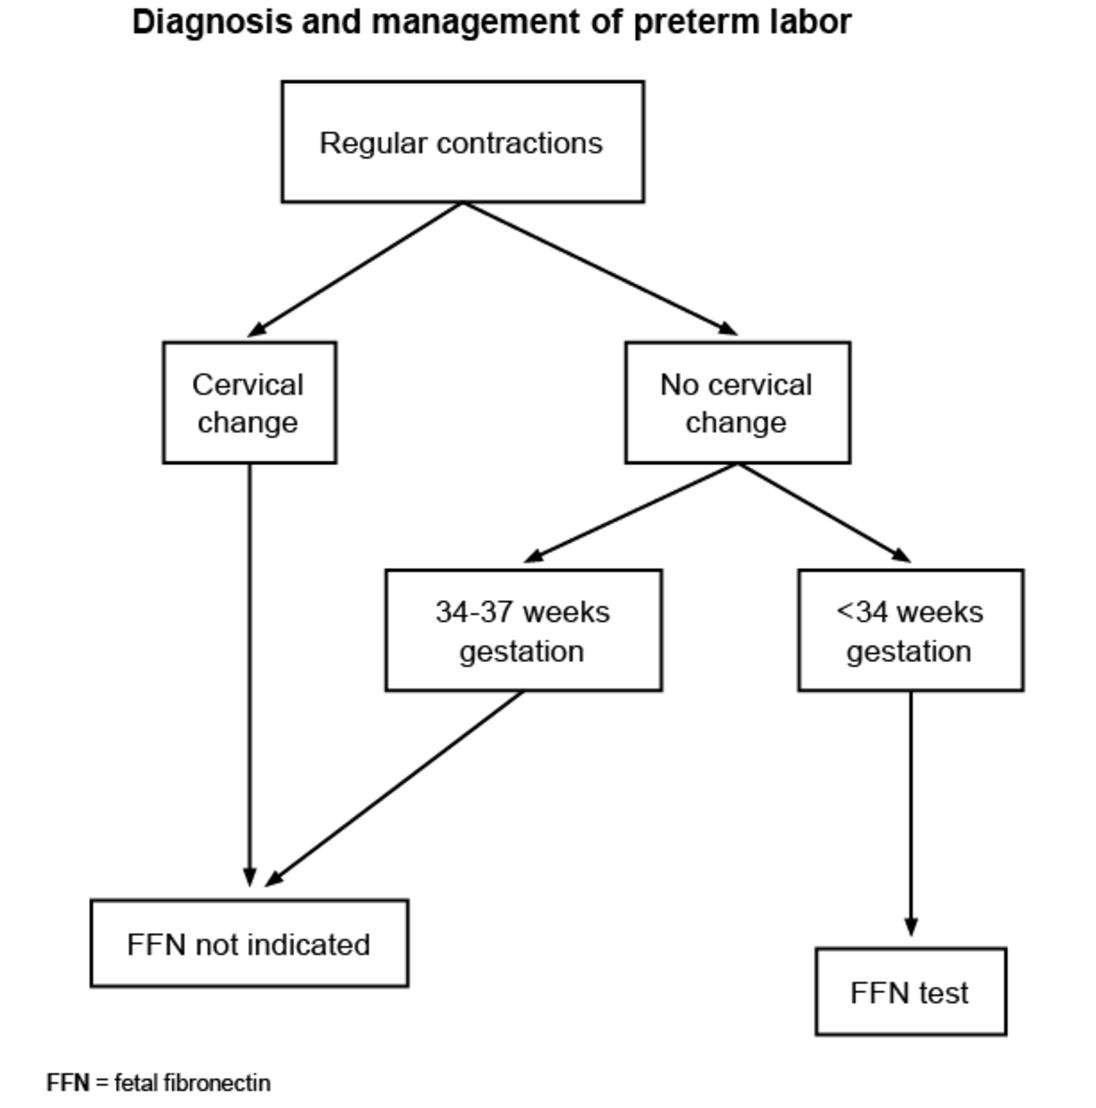 Diagnosis and management of preterm labor
Regular contractions
Cervical
change
No cervical
change
34-37 weeks
gestation
<34 weeks
gestation
FFN not indicated
FFN test
FFN = fetal fibronectin